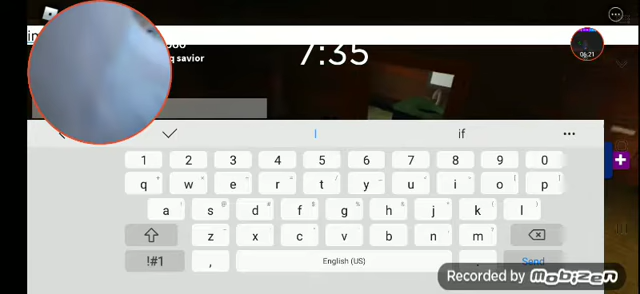 in
7:35
q savior
06:21
I if •••
1 2 3 4 5 6 7 8 9 0
q w e r t y u i o p
a s d f g h j k l
z x c v b n m
!#1 , English (US) . Send
Recorded by Mobizen